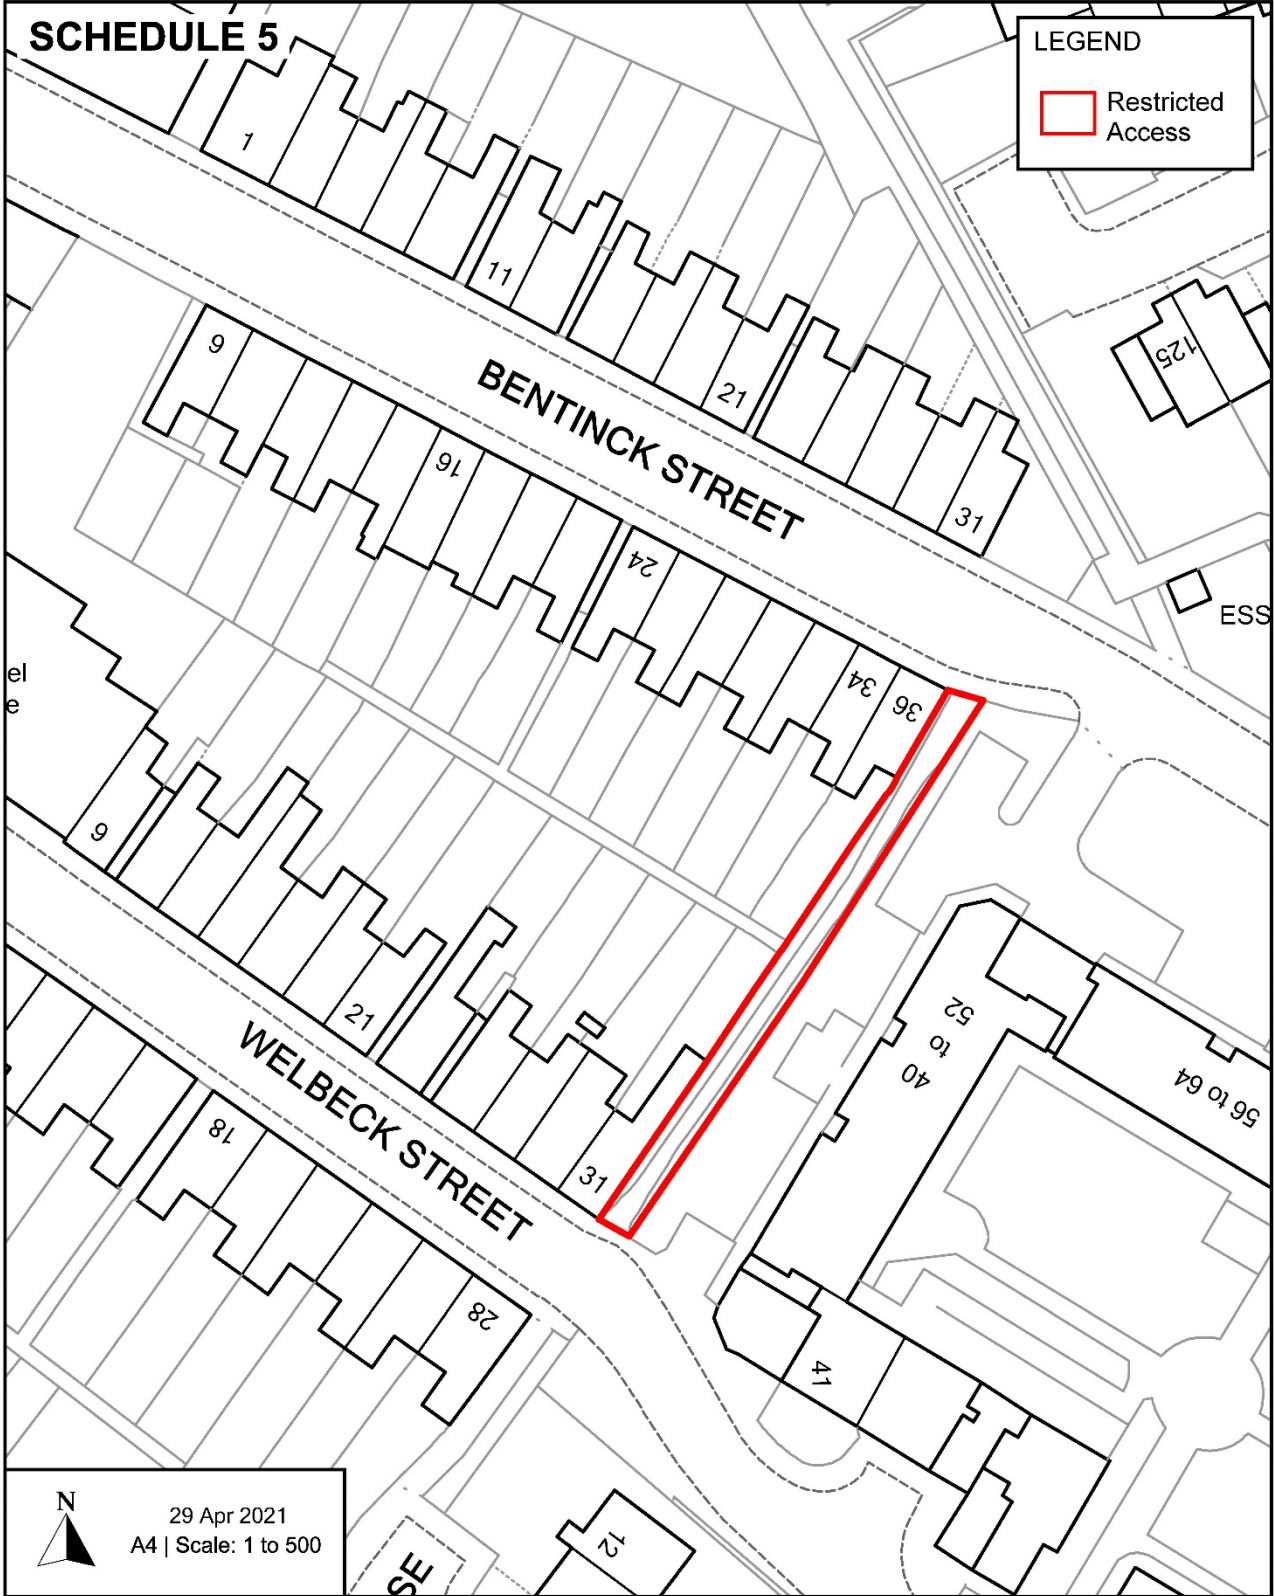 SCHEDULE 5
LEGEND
Restricted
Access
1
11
21
31
125
ESS
BENTINCK STREET
9
16
24
34
36
el
e
9
21
31
WELBECK STREET
18
28
52
to
40
56 to 64
41
12
SE
N
29 Apr 2021
A4 | Scale: 1 to 500